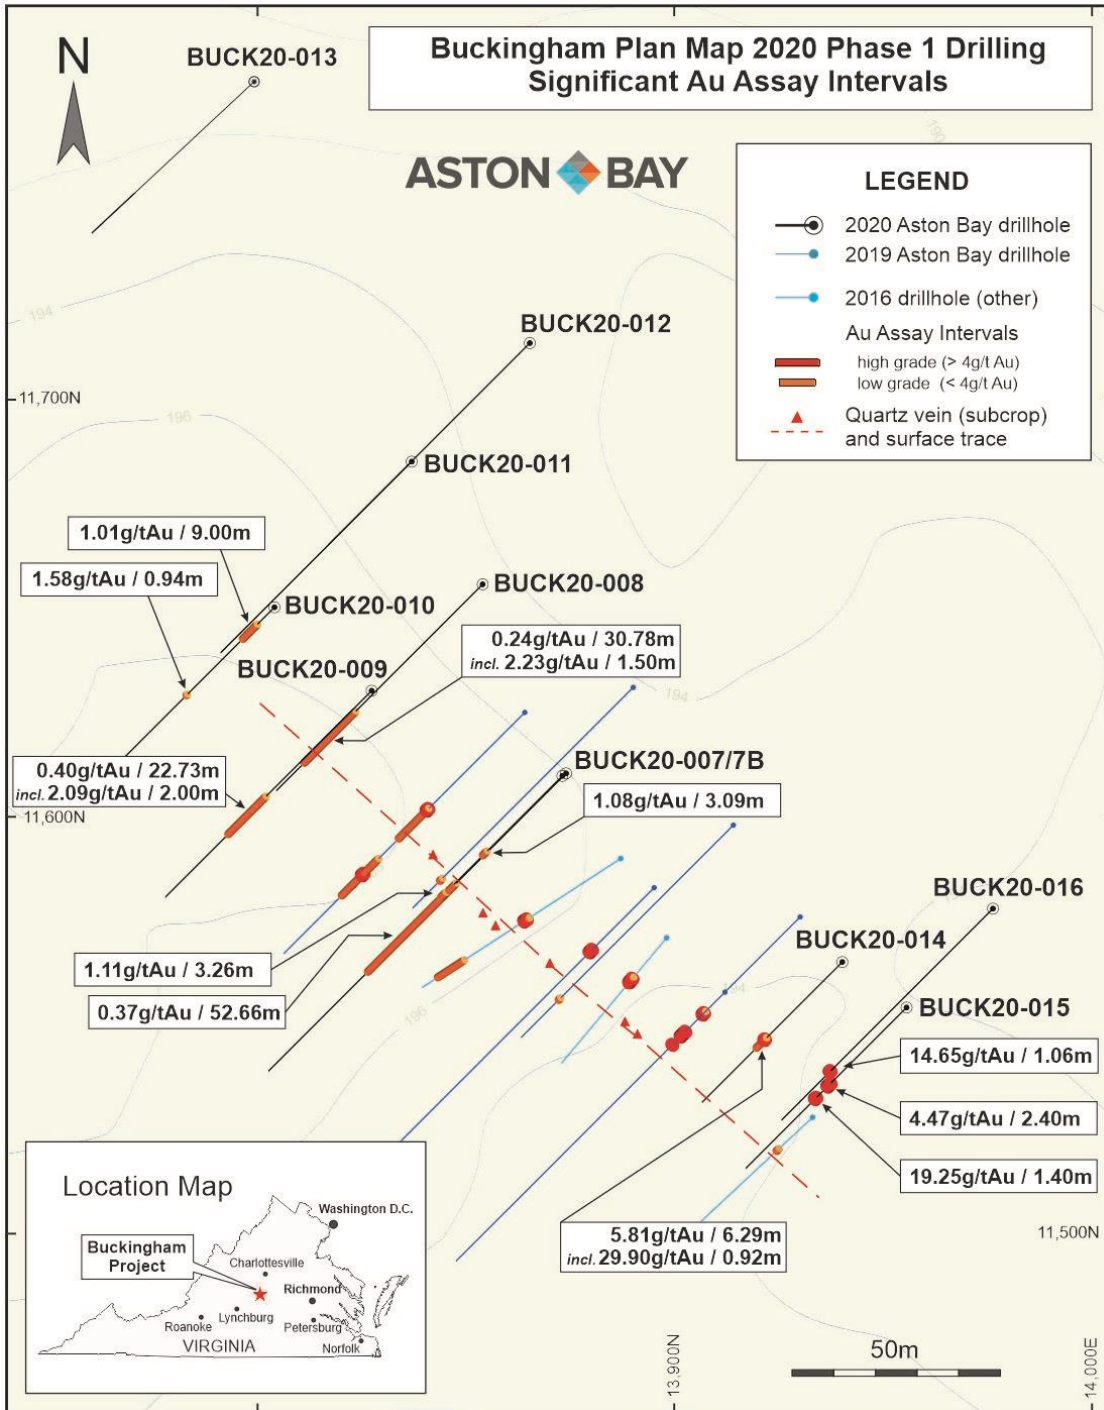 Buckingham Plan Map 2020 Phase 1 Drilling
Significant Au Assay Intervals
N
BUCK20-013
190
ASTON BAY
LEGEND
2020 Aston Bay drillhole
2019 Aston Bay drillhole
2016 drillhole (other)
Au Assay Intervals
high grade (> 4g/t Au)
low grade (< 4g/t Au)
Quartz vein (subcrop)
and surface trace
194
BUCK20-012
11,700N
196
BUCK20-011
1.01g/tAu / 9.00m
1.58g/tAu / 0.94m
BUCK20-008
BUCK20-010
0.24g/tAu / 30.78m
incl. 2.23g/tAu / 1.50m
BUCK20-009
194
0.40g/tAu / 22.73m
incl. 2.09g/tAu / 2.00m
BUCK20-007/7B
1.08g/tAu / 3.09m
11,600N
BUCK20-016
BUCK20-014
1.11g/tAu / 3.26m
0.37g/tAu / 52.66m
194
196
BUCK20-015
14.65g/tAu / 1.06m
4.47g/tAu / 2.40m
19.25g/tAu / 1.40m
5.81g/tAu / 6.29m
incl. 29.90g/tAu / 0.92m
11,500N
Location Map
Washington D.C.
Buckingham
Project
Charlottesville
Richmond
Lynchburg
Roanoke
Petersburg
VIRGINIA
Norfolk
50m
13,900N
14,000E